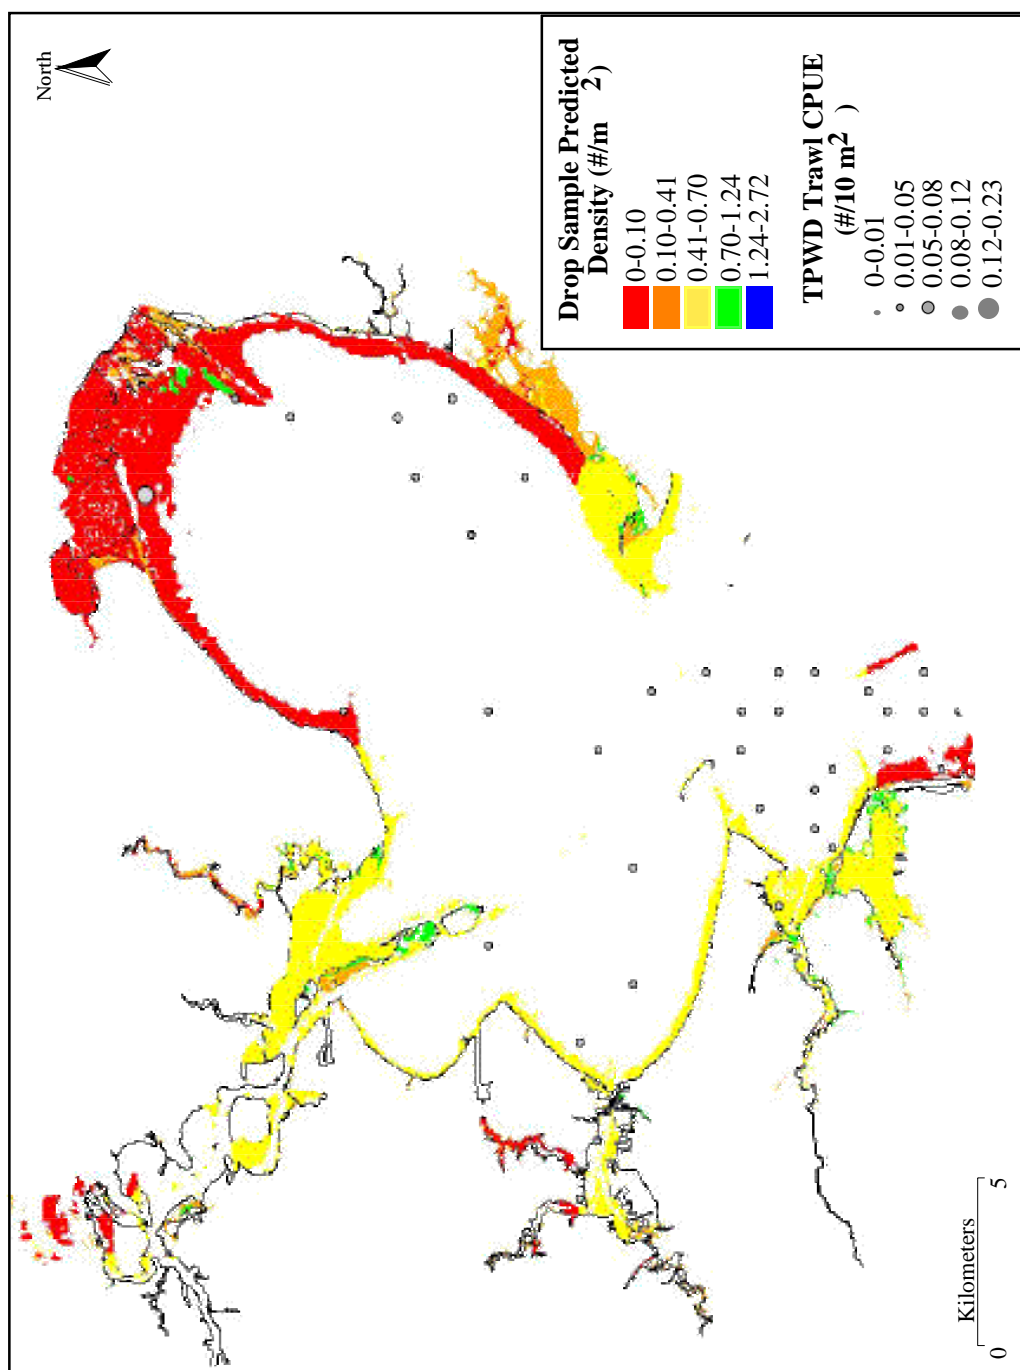 North
Drop Sample Predicted
Density (#/m 2)
0-0.10
0.10-0.41
0.41-0.70
0.70-1.24
1.24-2.72
TPWD Trawl CPUE
(#/10 m2 )
0-0.01
0.01-0.05
0.05-0.08
0.08-0.12
0.12-0.23
Kilometers
0 5